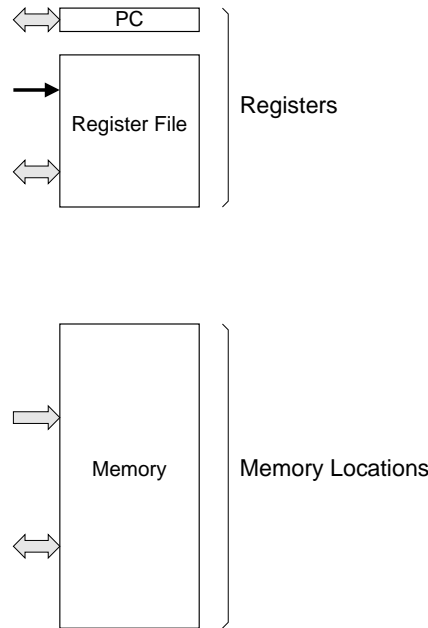 PC
Register File
Registers
Memory
Memory Locations